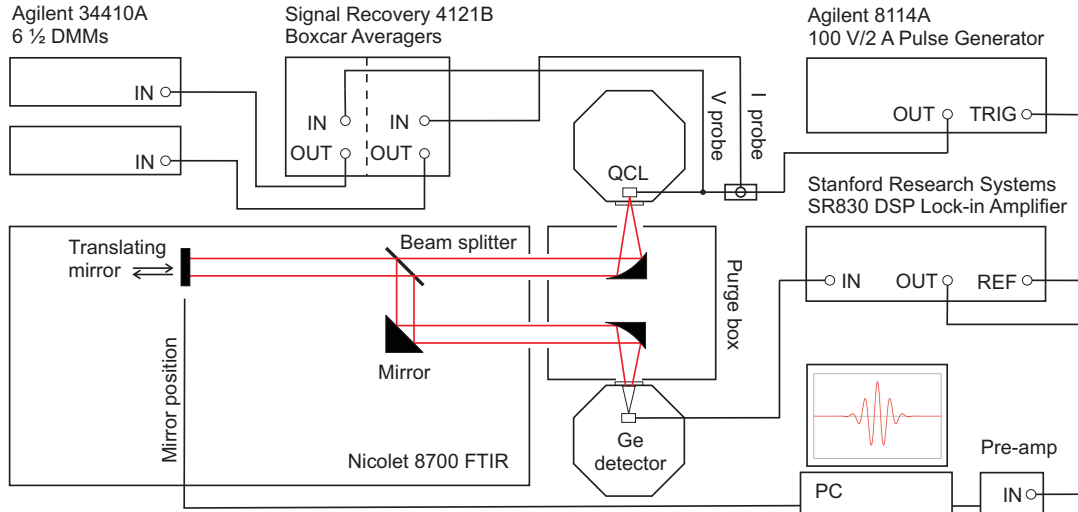 Agilent 34410A
6 ½ DMMs
Signal Recovery 4121B
Boxcar Averagers
Agilent 8114A
100 V/2 A Pulse Generator
IN
IN
IN
IN
OUT
OUT
V probe
I probe
OUT
TRIG
QCL
Stanford Research Systems
SR830 DSP Lock-in Amplifier
IN
OUT
REF
Translating
mirror
Beam splitter
Purge box
Mirror
Mirror position
Nicolet 8700 FTIR
Ge
detector
Pre-amp
PC
IN